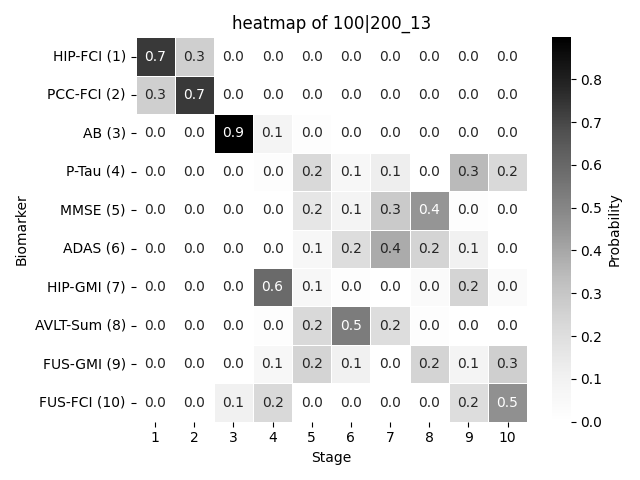 heatmap of 100|200_13
HIP-FCI (1) 0.7 0.3 0.0 0.0 0.0 0.0 0.0 0.0 0.0 0.0
PCC-FCI (2) 0.3 0.7 0.0 0.0 0.0 0.0 0.0 0.0 0.0 0.0
AB (3) 0.0 0.0 0.9 0.1 0.0 0.0 0.0 0.0 0.0 0.0
P-Tau (4) 0.0 0.0 0.0 0.0 0.2 0.1 0.1 0.0 0.3 0.2
MMSE (5) 0.0 0.0 0.0 0.0 0.2 0.1 0.3 0.4 0.0 0.0
ADAS (6) 0.0 0.0 0.0 0.0 0.1 0.2 0.4 0.2 0.1 0.0
HIP-GMI (7) 0.0 0.0 0.0 0.6 0.1 0.0 0.0 0.0 0.2 0.0
AVLT-Sum (8) 0.0 0.0 0.0 0.0 0.2 0.5 0.2 0.0 0.0 0.0
FUS-GMI (9) 0.0 0.0 0.0 0.1 0.2 0.1 0.0 0.2 0.1 0.3
FUS-FCI (10) 0.0 0.0 0.1 0.2 0.0 0.0 0.0 0.0 0.2 0.5
1 2 3 4 5 6 7 8 9 10
Stage
Biomarker
0.8
0.7
0.6
0.5
0.4
0.3
0.2
0.1
0.0
Probability